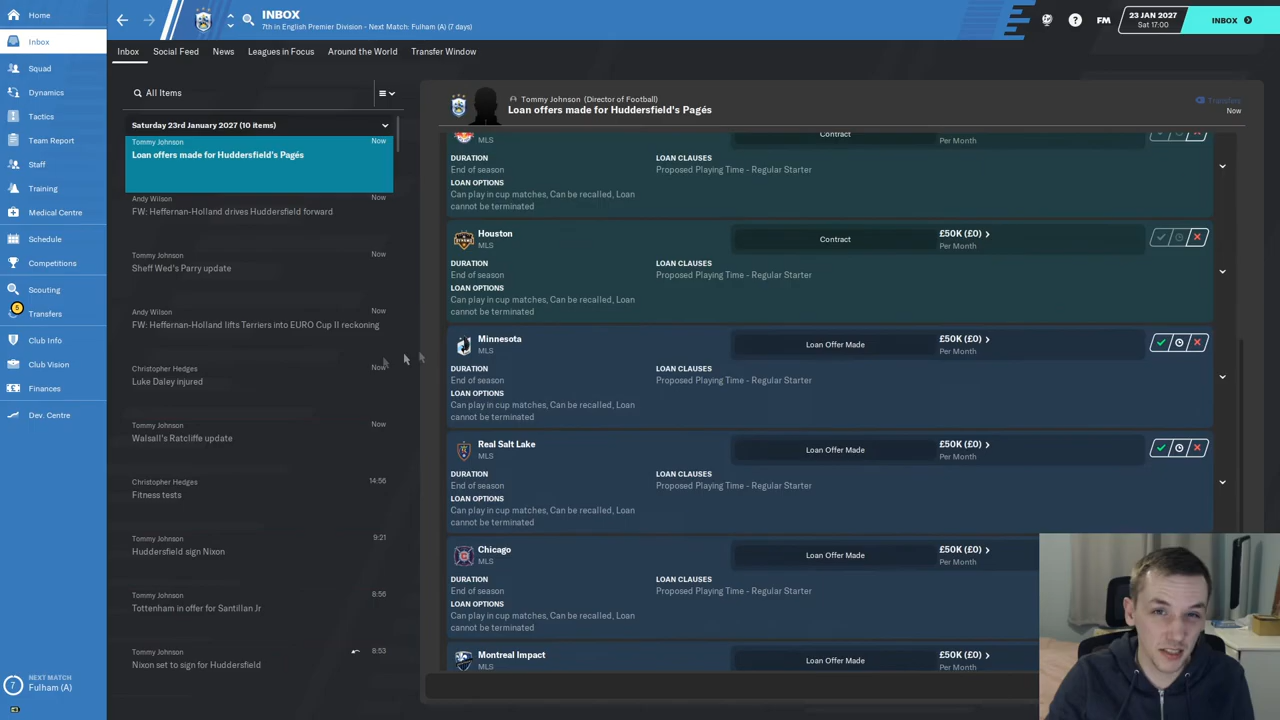 Home
Inbox
Squad
Dynamics
Tactics
Team Report
Staff
Training
Medical Centre
Schedule
Competitions
Scouting
5
Transfers
Club Info
Club Vision
Finances
Dev. Centre
NEXT MATCH
7
Fulham (A)
INBOX
7th in English Premier Division - Next Match: Fulham (A) (7 days)
FM
23 JAN 2027
Sat 17:00
INBOX
Inbox
Social Feed
News
Leagues in Focus
Around the World
Transfer Window
All Items
Saturday 23rd January 2027 (10 items)
Tommy Johnson
Now
Loan offers made for Huddersfield's Pagés
Andy Wilson
Now
FW: Heffernan-Holland drives Huddersfield forward
Tommy Johnson
Now
Sheff Wed's Parry update
Andy Wilson
Now
FW: Heffernan-Holland lifts Terriers into EURO Cup II reckoning
Christopher Hedges
Now
Luke Daley injured
Tommy Johnson
Now
Walsall's Ratcliffe update
Christopher Hedges
14:56
Fitness tests
Tommy Johnson
9:21
Huddersfield sign Nixon
Tommy Johnson
8:56
Tottenham in offer for Santillan Jr
Tommy Johnson
8:53
Nixon set to sign for Huddersfield
Tommy Johnson (Director of Football)
Loan offers made for Huddersfield's Pagés
Transfers
Now
MLS
Contract
Per Month
DURATION
End of season
LOAN OPTIONS
Can play in cup matches, Can be recalled, Loan
cannot be terminated
LOAN CLAUSES
Proposed Playing Time - Regular Starter
Houston
MLS
Contract
£50K (£0)
Per Month
DURATION
End of season
LOAN OPTIONS
Can play in cup matches, Can be recalled, Loan
cannot be terminated
LOAN CLAUSES
Proposed Playing Time - Regular Starter
Minnesota
MLS
Loan Offer Made
£50K (£0)
Per Month
DURATION
End of season
LOAN OPTIONS
Can play in cup matches, Can be recalled, Loan
cannot be terminated
LOAN CLAUSES
Proposed Playing Time - Regular Starter
Real Salt Lake
MLS
Loan Offer Made
£50K (£0)
Per Month
DURATION
End of season
LOAN OPTIONS
Can play in cup matches, Can be recalled, Loan
cannot be terminated
LOAN CLAUSES
Proposed Playing Time - Regular Starter
Chicago
MLS
Loan Offer Made
£50K (£0)
Per Month
DURATION
End of season
LOAN OPTIONS
Can play in cup matches, Can be recalled, Loan
cannot be terminated
LOAN CLAUSES
Proposed Playing Time - Regular Starter
Montreal Impact
MLS
Loan Offer Made
£50K (£0)
Per Month